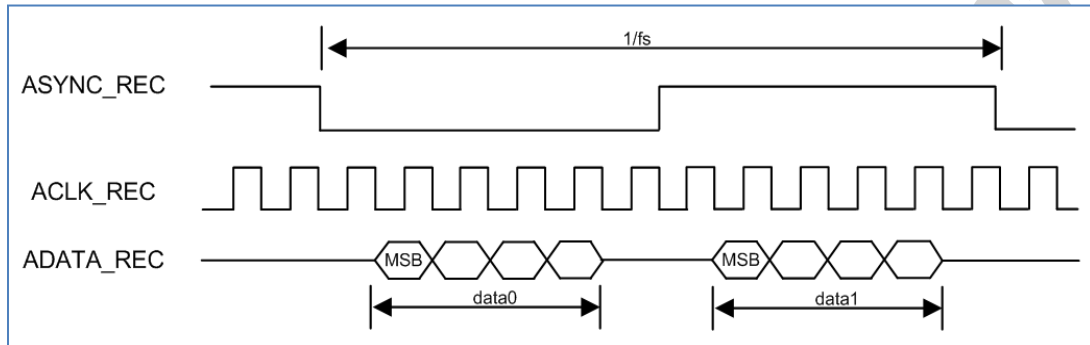 1/fs
ASYNC_REC
ACLK_REC
ADATA_REC
MSB
MSB
data0
data1